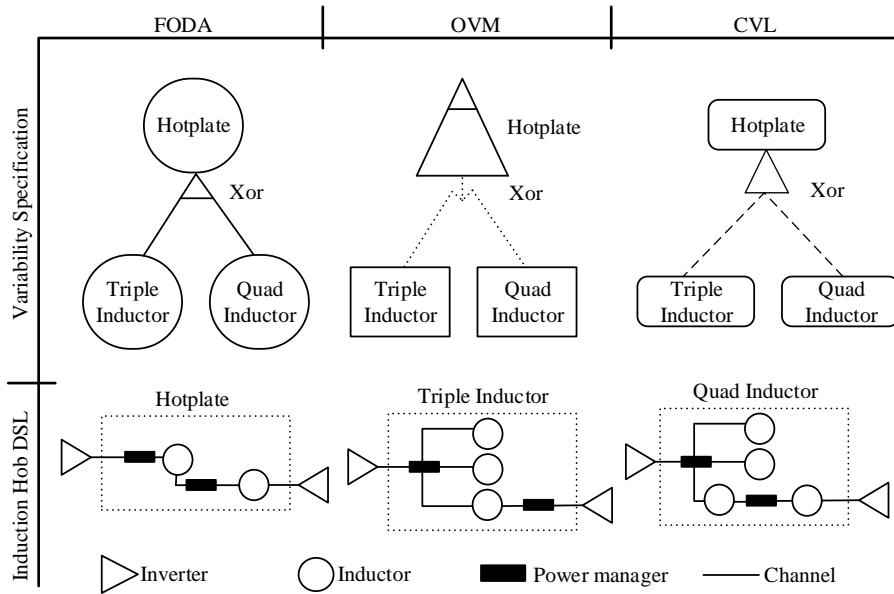 FODA
OVM
CVL
Variability Specification
Hotplate
Xor
Triple
Inductor
Quad
Inductor
Hotplate
Xor
Triple
Inductor
Quad
Inductor
Hotplate
Xor
Triple
Inductor
Quad
Inductor
Induction Hob DSL
Hotplate
Triple Inductor
Quad Inductor
Inverter
Inductor
Power manager
Channel